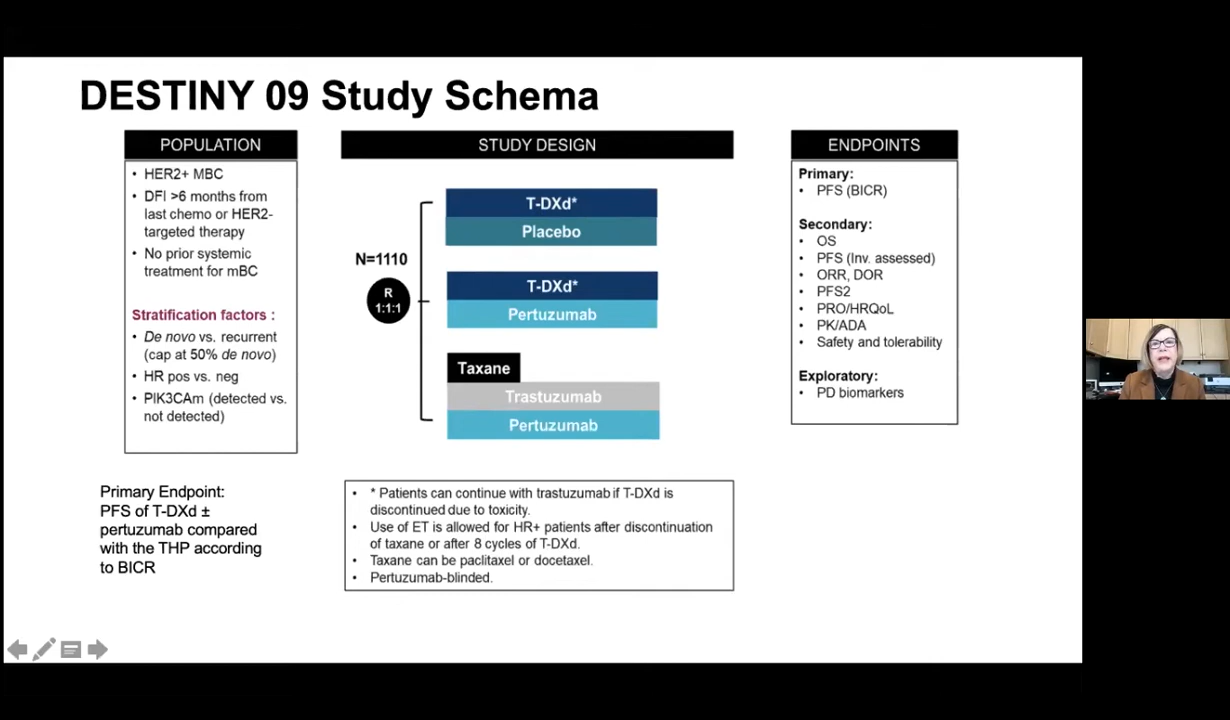 DESTINY 09 Study Schema
POPULATION
• HER2+ MBC
• DFI >6 months from
last chemo or HER2-
targeted therapy
• No prior systemic
treatment for mBC
Stratification factors :
• De novo vs. recurrent
(cap at 50% de novo)
• HR pos vs. neg
• PIK3CAm (detected vs.
not detected)
STUDY DESIGN
N=1110
R
1:1:1
T-DXd*
Placebo
T-DXd*
Pertuzumab
Taxane
Trastuzumab
Pertuzumab
ENDPOINTS
Primary:
• PFS (BICR)
Secondary:
• OS
• PFS (Inv. assessed)
• ORR, DOR
• PFS2
• PRO/HRQoL
• PK/ADA
• Safety and tolerability
Exploratory:
• PD biomarkers
Primary Endpoint:
PFS of T-DXd ±
pertuzumab compared
with the THP according
to BICR
• * Patients can continue with trastuzumab if T-DXd is
discontinued due to toxicity.
• Use of ET is allowed for HR+ patients after discontinuation
of taxane or after 8 cycles of T-DXd.
• Taxane can be paclitaxel or docetaxel.
• Pertuzumab-blinded.